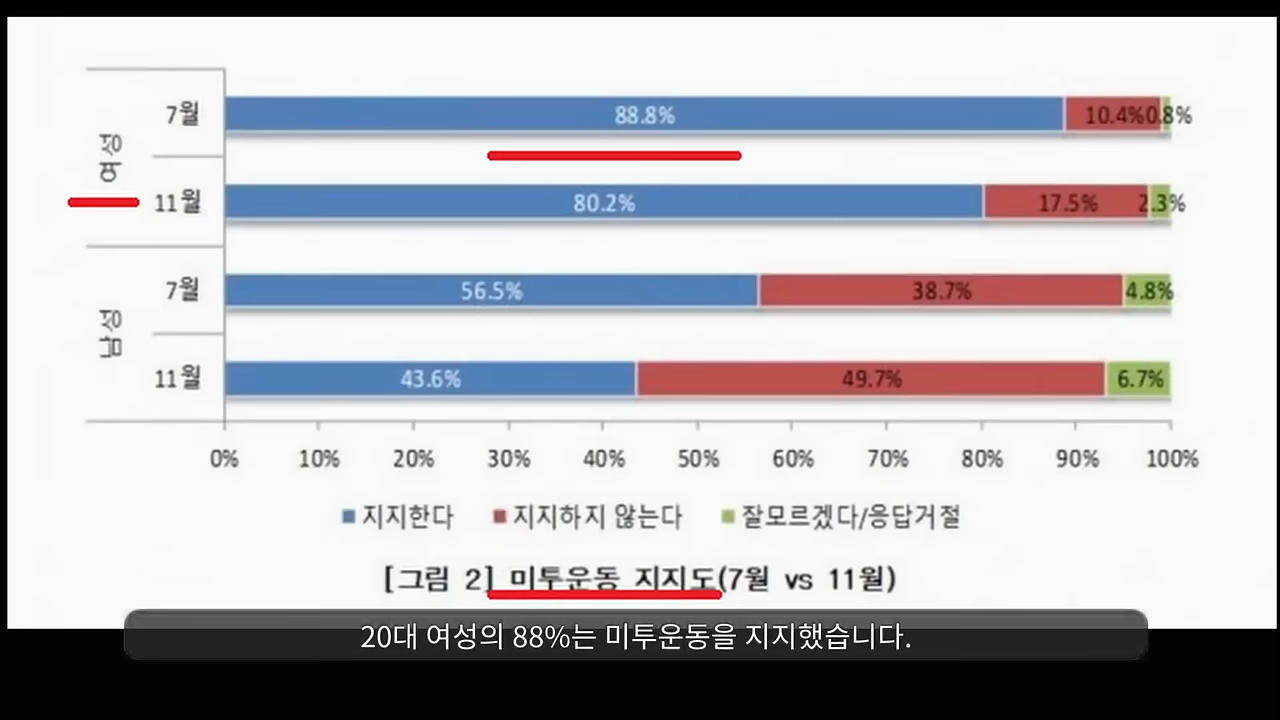 여성
7월
88.8%
10.4%
0.8%
11월
80.2%
17.5%
2.3%
남성
7월
56.5%
38.7%
4.8%
11월
43.6%
49.7%
6.7%
0% 10% 20% 30% 40% 50% 60% 70% 80% 90% 100%
지지한다 지지하지 않는다 잘모르겠다/응답거절
[그림 2] 미투운동 지지도(7월 vs 11월)
20대 여성의 88%는 미투운동을 지지했습니다.